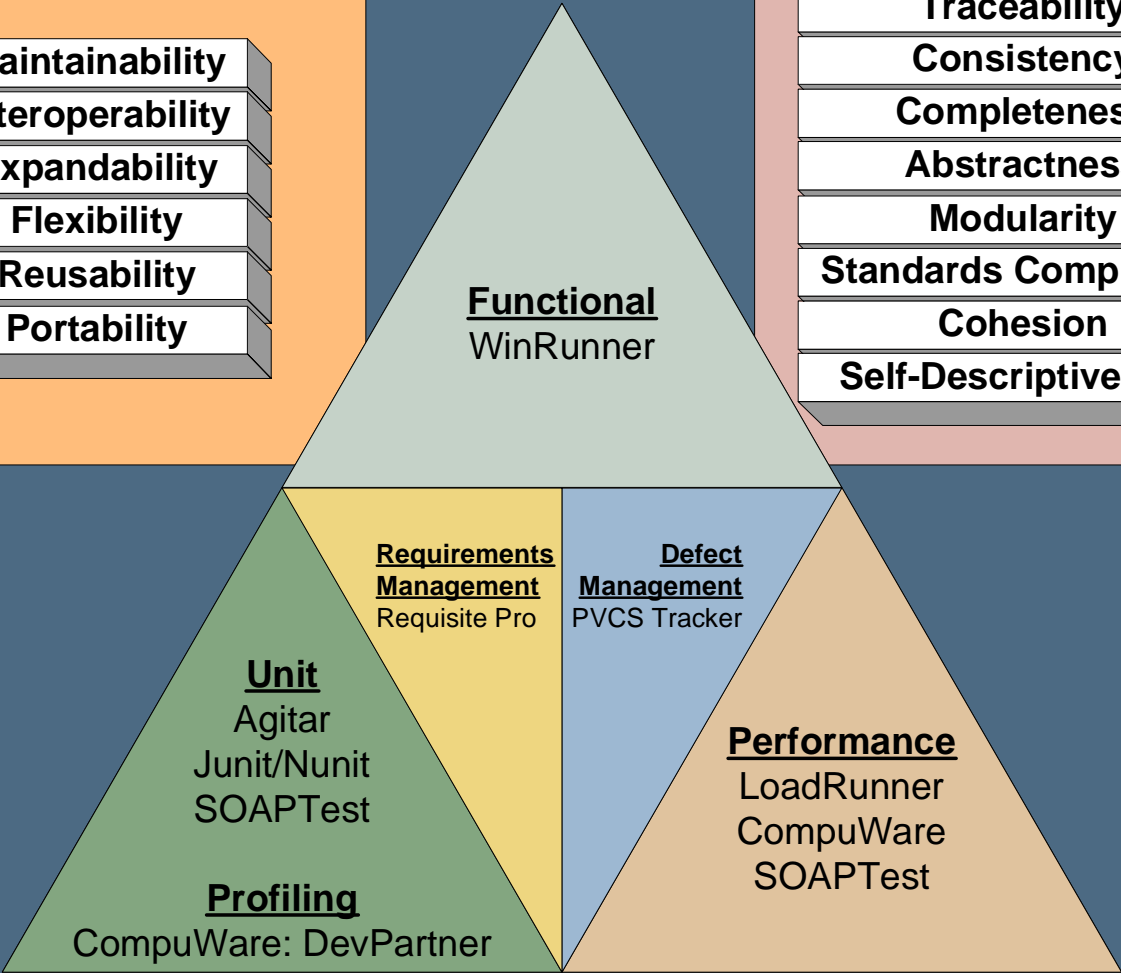 aintainability
teroperability
xpandability
Flexibility
Reusability
Portability
Traceability
Consistency
Completenes
Abstractnes
Modularity
Standards Comp
Cohesion
Self-Descriptive
Functional
WinRunner
Requirements
Management
Requisite Pro
Defect
Management
PVCS Tracker
Unit
Agitar
Junit/Nunit
SOAPTest
Profiling
CompuWare: DevPartner
Performance
LoadRunner
CompuWare
SOAPTest